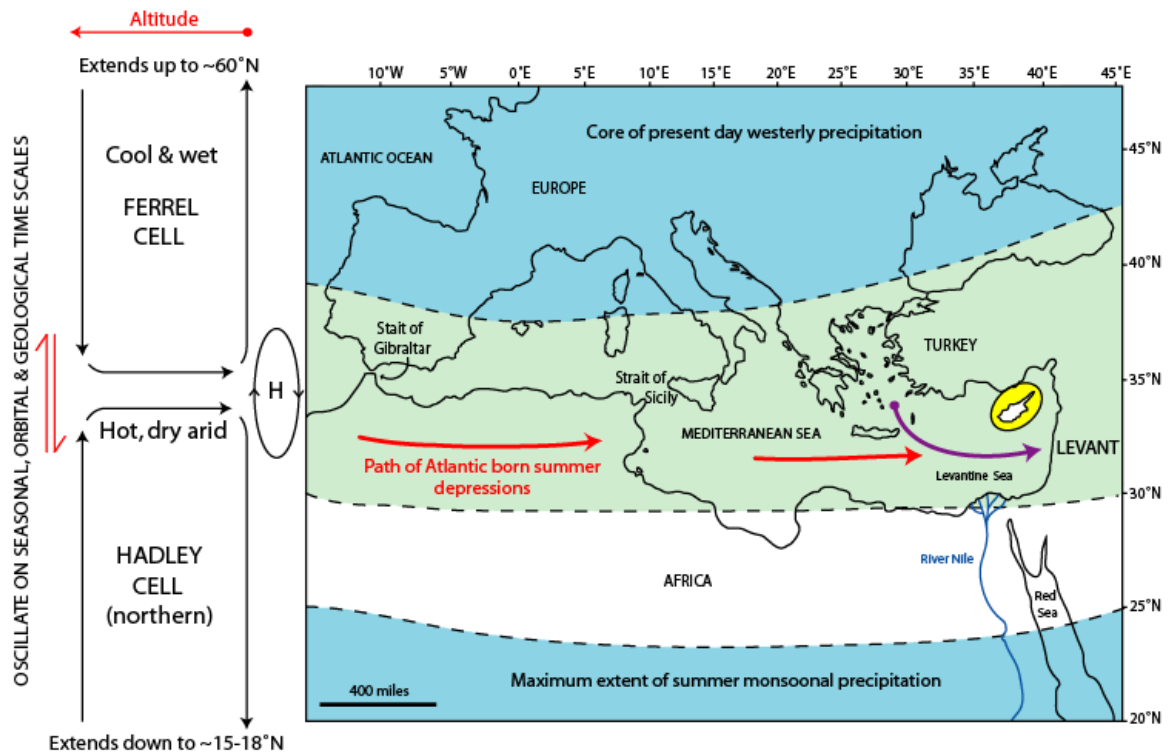 Altitude
Extends up to ~60˚N
OSCILLATE ON SEASONAL, ORBITAL & GEOLOGICAL TIME SCALES
Cool & wet
FERREL
CELL
H
Hot, dry arid
HADLEY
CELL
(northern)
Extends down to ~15-18˚N
10˚W 5˚W 0˚E 5˚E 10˚E 15˚E 20˚E 25˚E 30˚E 35˚E 40˚E 45˚E
Core of present day westerly precipitation
ATLANTIC OCEAN
EUROPE
45˚N
40˚N
Stait of
Gibraltar
TURKEY
Strait of
Sicily
35˚N
MEDITERRANEAN SEA
LEVANT
Path of Atlantic born summer
depressions
Levantine Sea
30˚N
River Nile
AFRICA
Red
Sea
25˚N
Maximum extent of summer monsoonal precipitation
400 miles
20˚N